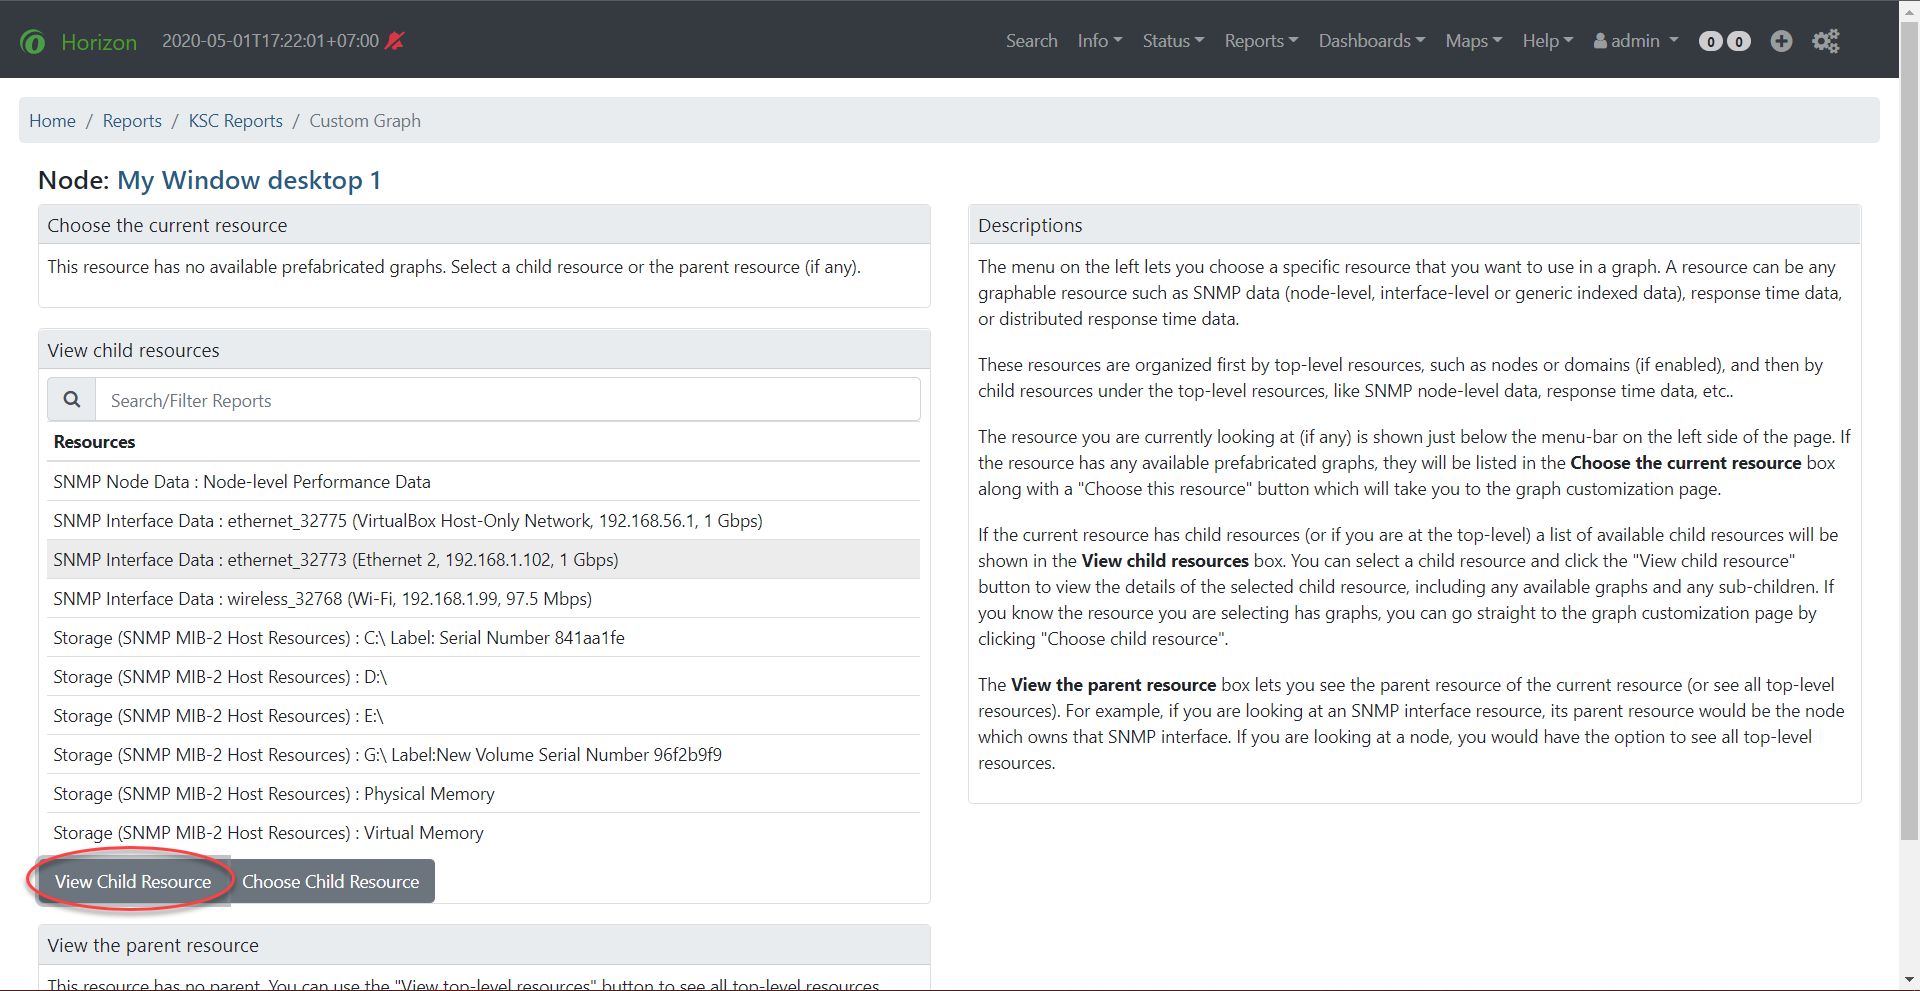 Horizon 2020-05-01T17:22:01+07:00 Search Info Status Reports Dashboards Maps Help admin 0 0
Home / Reports / KSC Reports / Custom Graph
Node: My Window desktop 1
Choose the current resource
This resource has no available prefabricated graphs. Select a child resource or the parent resource (if any).
View child resources
Search/Filter Reports
Resources
SNMP Node Data : Node-level Performance Data
SNMP Interface Data : ethernet_32775 (VirtualBox Host-Only Network, 192.168.56.1, 1 Gbps)
SNMP Interface Data : ethernet_32773 (Ethernet 2, 192.168.1.102, 1 Gbps)
SNMP Interface Data : wireless_32768 (Wi-Fi, 192.168.1.99, 97.5 Mbps)
Storage (SNMP MIB-2 Host Resources) : C:\ Label: Serial Number 841aa1fe
Storage (SNMP MIB-2 Host Resources) : D:\
Storage (SNMP MIB-2 Host Resources) : E:\
Storage (SNMP MIB-2 Host Resources) : G:\ Label:New Volume Serial Number 96f2b9f9
Storage (SNMP MIB-2 Host Resources) : Physical Memory
Storage (SNMP MIB-2 Host Resources) : Virtual Memory
View Child Resource Choose Child Resource
View the parent resource
This resource has no parent. You can use the "View top-level resources" button to see all top-level resources
Descriptions
The menu on the left lets you choose a specific resource that you want to use in a graph. A resource can be any
graphable resource such as SNMP data (node-level, interface-level or generic indexed data), response time data,
or distributed response time data.
These resources are organized first by top-level resources, such as nodes or domains (if enabled), and then by
child resources under the top-level resources, like SNMP node-level data, response time data, etc..
The resource you are currently looking at (if any) is shown just below the menu-bar on the left side of the page. If
the resource has any available prefabricated graphs, they will be listed in the Choose the current resource box
along with a "Choose this resource" button which will take you to the graph customization page.
If the current resource has child resources (or if you are at the top-level) a list of available child resources will be
shown in the View child resources box. You can select a child resource and click the "View child resource"
button to view the details of the selected child resource, including any available graphs and any sub-children. If
you know the resource you are selecting has graphs, you can go straight to the graph customization page by
clicking "Choose child resource".
The View the parent resource box lets you see the parent resource of the current resource (or see all top-level
resources). For example, if you are looking at an SNMP interface resource, its parent resource would be the node
which owns that SNMP interface. If you are looking at a node, you would have the option to see all top-level
resources.